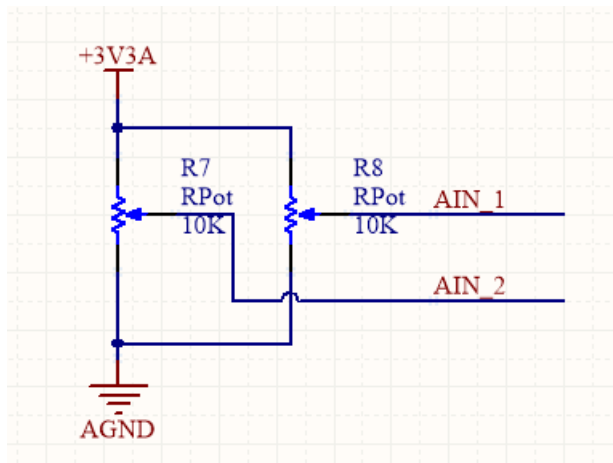 +3V3A
R7
RPot
10K
R8
RPot
10K
AIN_1
AIN_2
AGND